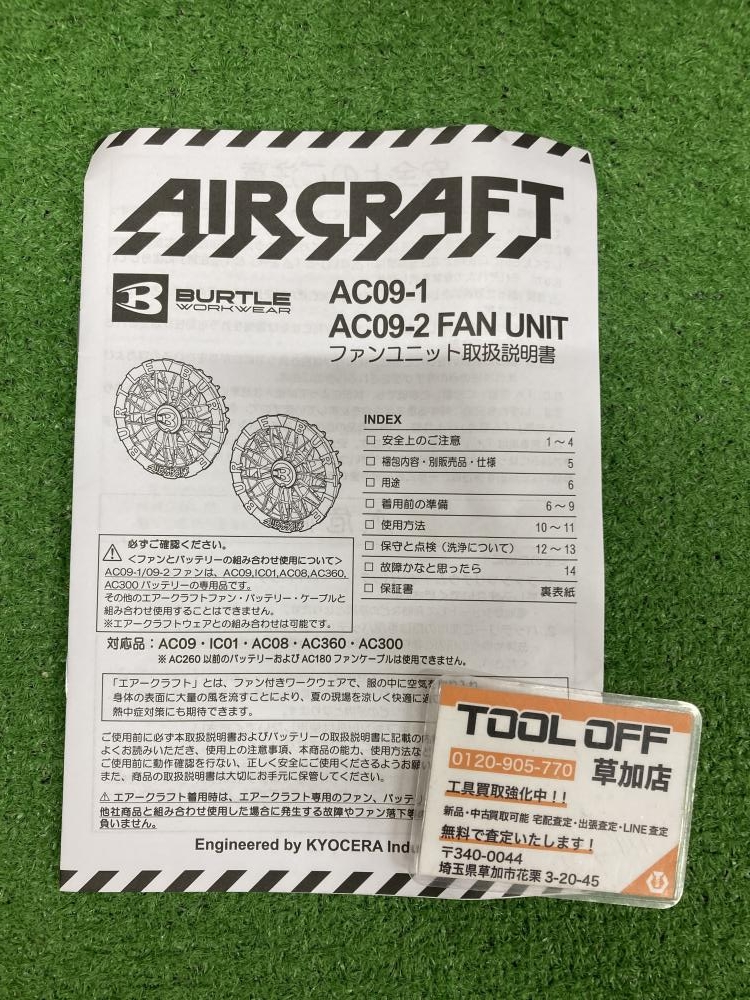 AIRCRAFT
BURTLE
WORKWEAR
AC09-1
AC09-2 FAN UNIT
ファンユニット取扱説明書
INDEX
□ 安全上のご注意 1～4
□ 梱包内容・別販売品・仕様 5
□ 用途 6
□ 着用前の準備 6～9
□ 使用方法 10～11
□ 保守と点検（洗浄について） 12～13
□ 故障かなと思ったら 14
□ 保証書 裏表紙
必ずご確認ください。
＜ファンとバッテリーの組み合わせ使用について＞
AC09-1/09-2 ファンは、AC09,IC01,AC08,AC360,
AC300 バッテリーの専用品です。
その他のエアークラフトファン・バッテリー・ケーブルと
組み合わせ使用することはできません。
※エアークラフトウェアとの組み合わせは可能です。
対応品：AC09・IC01・AC08・AC360・AC300
※ AC260 以前のバッテリーおよび AC180 ファンケーブルは使用できません。
「エアークラフト」とは、ファン付きワークウェアで、服の中に空気を
身体の表面に大量の風を流すことにより、夏の現場を涼しく快適に
熱中症対策にも期待できます。
ご使用前に必ず本取扱説明書およびバッテリーの取扱説明書に記載の
よくお読みいただき、使用上の注意事項、本商品の能力、使用方法な
ご使用前に動作確認を行ない、正しく安全にご使用くださるようお願
また、商品の取扱説明書は大切にお手元に保管してください。
⚠ エアークラフト着用時は、エアークラフト専用のファン、バッテ
他社商品と組み合わせ使用した場合に発生する故障やファン落下等
負いません。
Engineered by KYOCERA Ind
TOOL OFF
0120-905-770 草加店
工具買取強化中！！
新品・中古買取可能 宅配査定・出張査定・LINE査定
無料で査定いたします！
〒340-0044
埼玉県草加市花栗 3-20-45